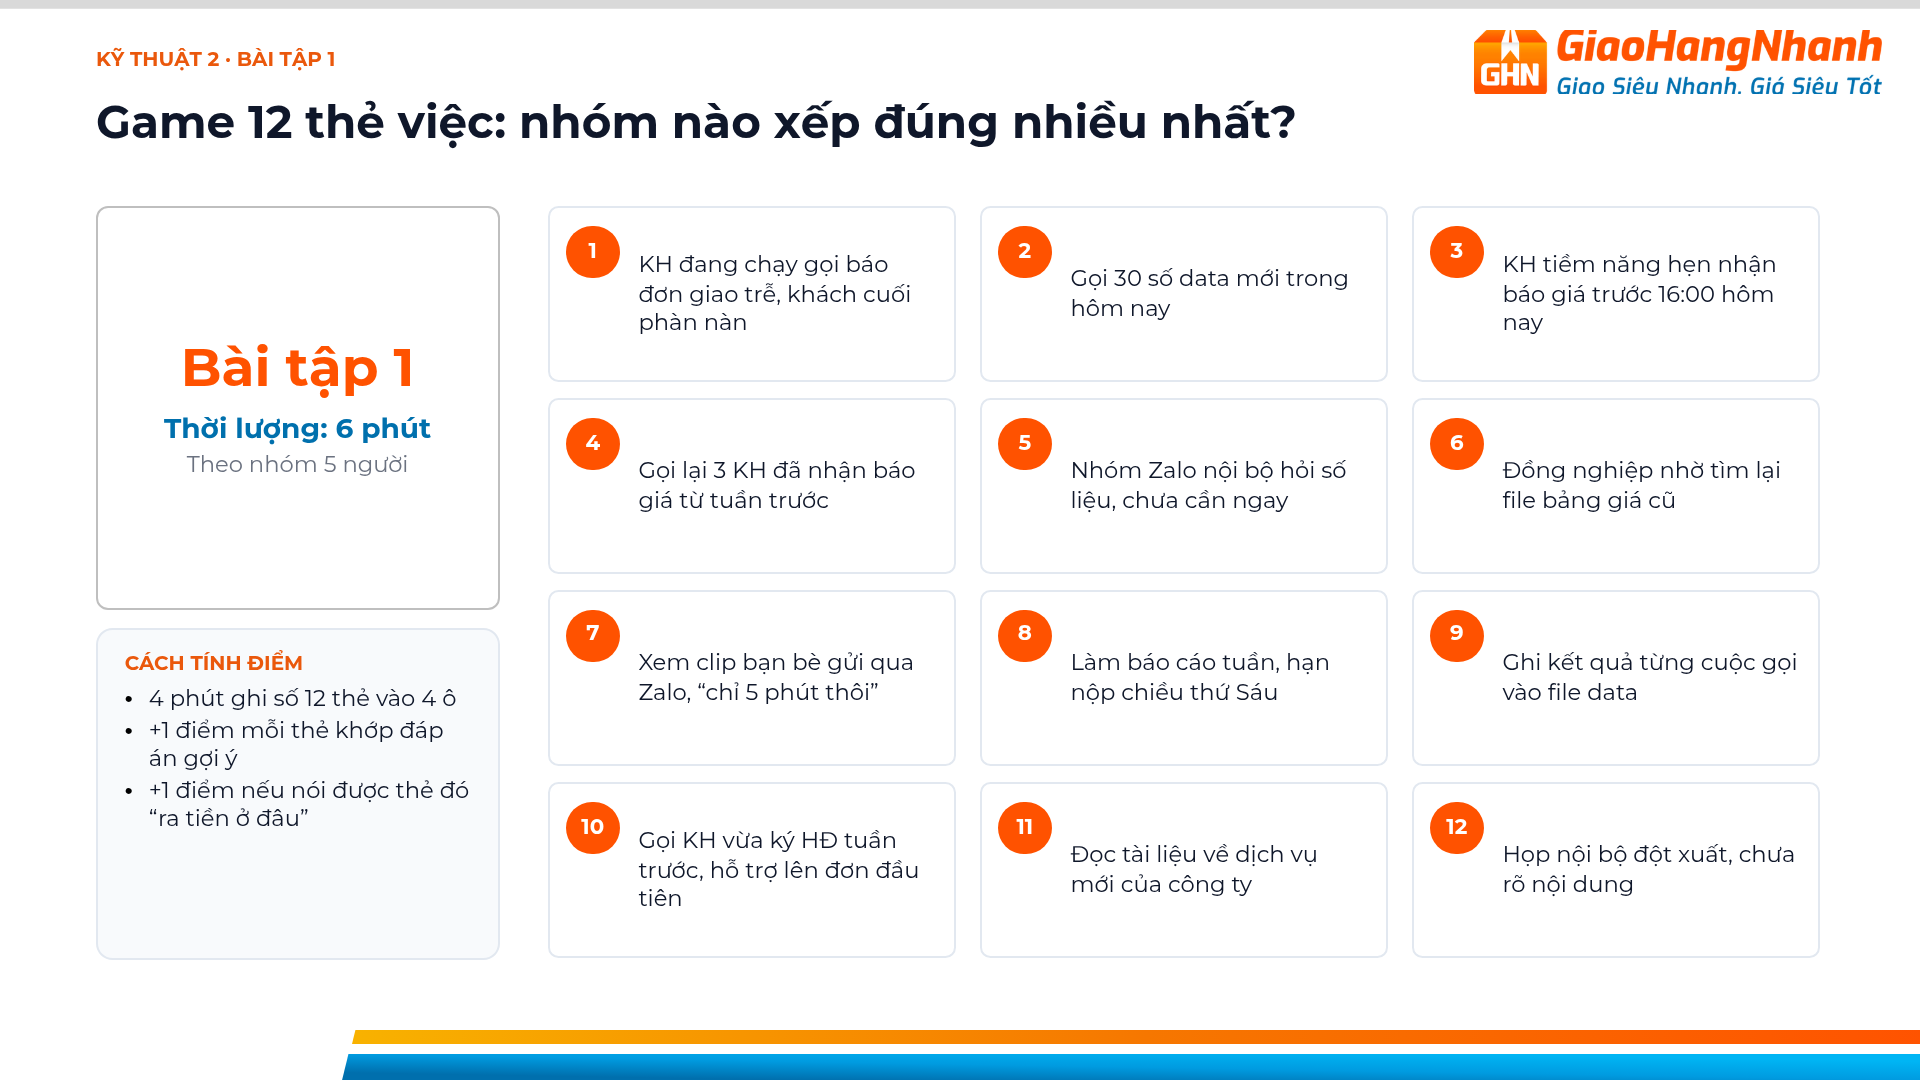 KỸ THUẬT 2 · BÀI TẬP 1
GHN
GiaoHangNhanh
Giao Siêu Nhanh, Giá Siêu Tốt
Game 12 thẻ việc: nhóm nào xếp đúng nhiều nhất?
Bài tập 1
Thời lượng: 6 phút
Theo nhóm 5 người
CÁCH TÍNH ĐIỂM
• 4 phút ghi số 12 thẻ vào 4 ô
• +1 điểm mỗi thẻ khớp đáp
án gợi ý
• +1 điểm nếu nói được thẻ đó
“ra tiền ở đâu”
1
KH đang chạy gọi báo
đơn giao trễ, khách cuối
phàn nàn
2
Gọi 30 số data mới trong
hôm nay
3
KH tiềm năng hẹn nhận
báo giá trước 16:00 hôm
nay
4
Gọi lại 3 KH đã nhận báo
giá từ tuần trước
5
Nhóm Zalo nội bộ hỏi số
liệu, chưa cần ngay
6
Đồng nghiệp nhờ tìm lại
file bảng giá cũ
7
Xem clip bạn bè gửi qua
Zalo, “chỉ 5 phút thôi”
8
Làm báo cáo tuần, hạn
nộp chiều thứ Sáu
9
Ghi kết quả từng cuộc gọi
vào file data
10
Gọi KH vừa ký HĐ tuần
trước, hỗ trợ lên đơn đầu
tiên
11
Đọc tài liệu về dịch vụ
mới của công ty
12
Họp nội bộ đột xuất, chưa
rõ nội dung